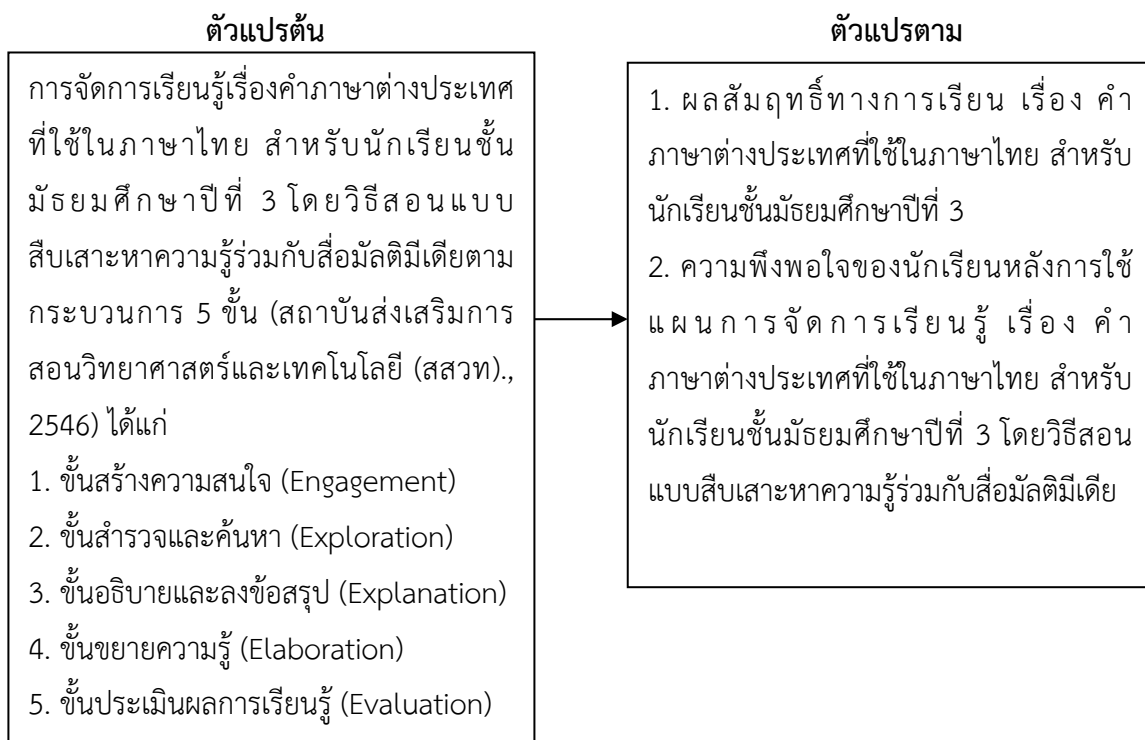 ตัวแปรต้น
การจัดการเรียนรู้เรื่องคำภาษาต่างประเทศ
ที่ใช้ในภาษาไทย สำหรับนักเรียนชั้น
มัธยมศึกษาปีที่ 3 โดยวิธีสอนแบบ
สืบเสาะหาความรู้ร่วมกับสื่อมัลติมีเดียตาม
กระบวนการ 5 ขั้น (สถาบันส่งเสริมการ
สอนวิทยาศาสตร์และเทคโนโลยี (สสวท).,
2546) ได้แก่
1. ขั้นสร้างความสนใจ (Engagement)
2. ขั้นสำรวจและค้นหา (Exploration)
3. ขั้นอธิบายและลงข้อสรุป (Explanation)
4. ขั้นขยายความรู้ (Elaboration)
5. ขั้นประเมินผลการเรียนรู้ (Evaluation)
ตัวแปรตาม
1. ผลสัมฤทธิ์ทางการเรียน เรื่อง คำ
ภาษาต่างประเทศที่ใช้ในภาษาไทย สำหรับ
นักเรียนชั้นมัธยมศึกษาปีที่ 3
2. ความพึงพอใจของนักเรียนหลังการใช้
แผนการจัดการเรียนรู้ เรื่อง คำ
ภาษาต่างประเทศที่ใช้ในภาษาไทย สำหรับ
นักเรียนชั้นมัธยมศึกษาปีที่ 3 โดยวิธีสอน
แบบสืบเสาะหาความรู้ร่วมกับสื่อมัลติมีเดีย